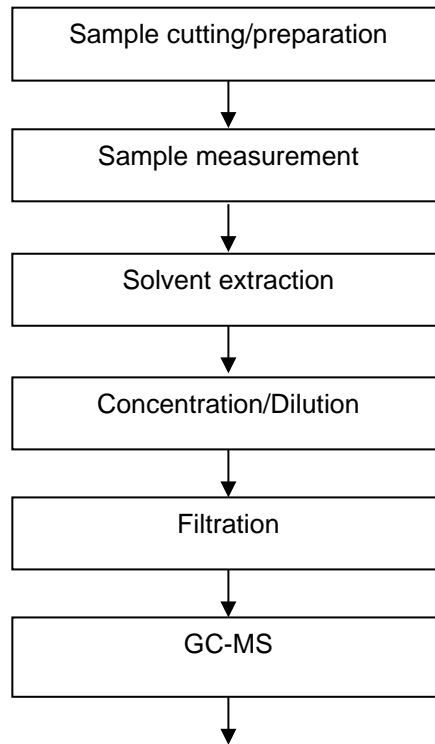 Sample cutting/preparation
Sample measurement
Solvent extraction
Concentration/Dilution
Filtration
GC-MS